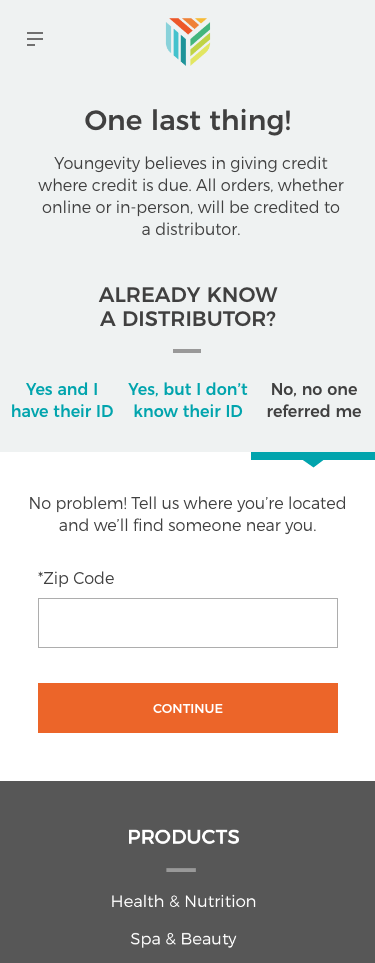 One last thing!
Youngevity believes in giving credit
where credit is due. All orders, whether
online or in-person, will be credited to
a distributor.
ALREADY KNOW
A DISTRIBUTOR?
Yes and I
have their ID
Yes, but I don’t
know their ID
No, no one
referred me
No problem! Tell us where you’re located
and we’ll find someone near you.
*Zip Code
CONTINUE
PRODUCTS
Health & Nutrition
Spa & Beauty